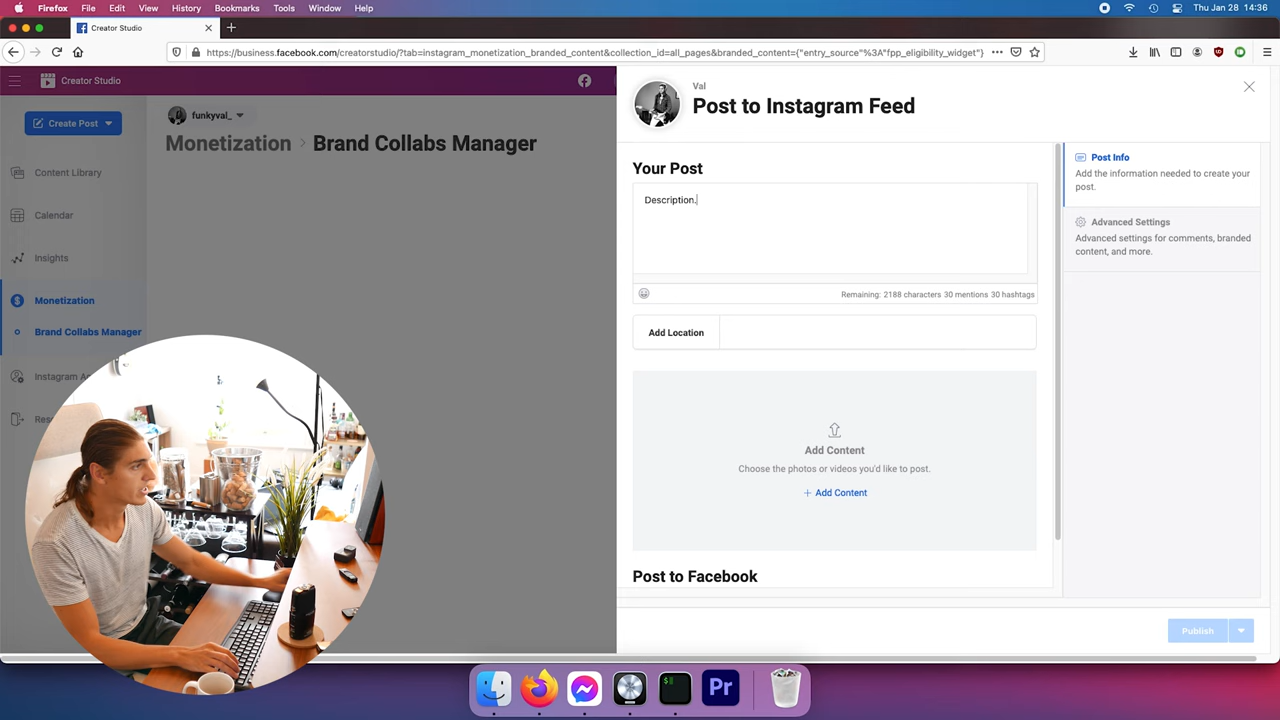 Firefox File Edit View History Bookmarks Tools Window Help Thu Jan 28 14:36
Creator Studio
https://business.facebook.com/creatorstudio/?tab=instagram_monetization_branded_content&collection_id=all_pages&branded_content={"entry_source"%3A"fpp_eligibility_widget"}
Creator Studio
Val
Post to Instagram Feed
Create Post
funkyval_
Monetization > Brand Collabs Manager
Content Library
Calendar
Insights
Monetization
Brand Collabs Manager
Instagram Ac
Res
Your Post
Description.
Remaining: 2188 characters 30 mentions 30 hashtags
Add Location
Add Content
Choose the photos or videos you'd like to post.
+ Add Content
Post to Facebook
Post Info
Add the information needed to create your
post.
Advanced Settings
Advanced settings for comments, branded
content, and more.
Publish
$
Pr